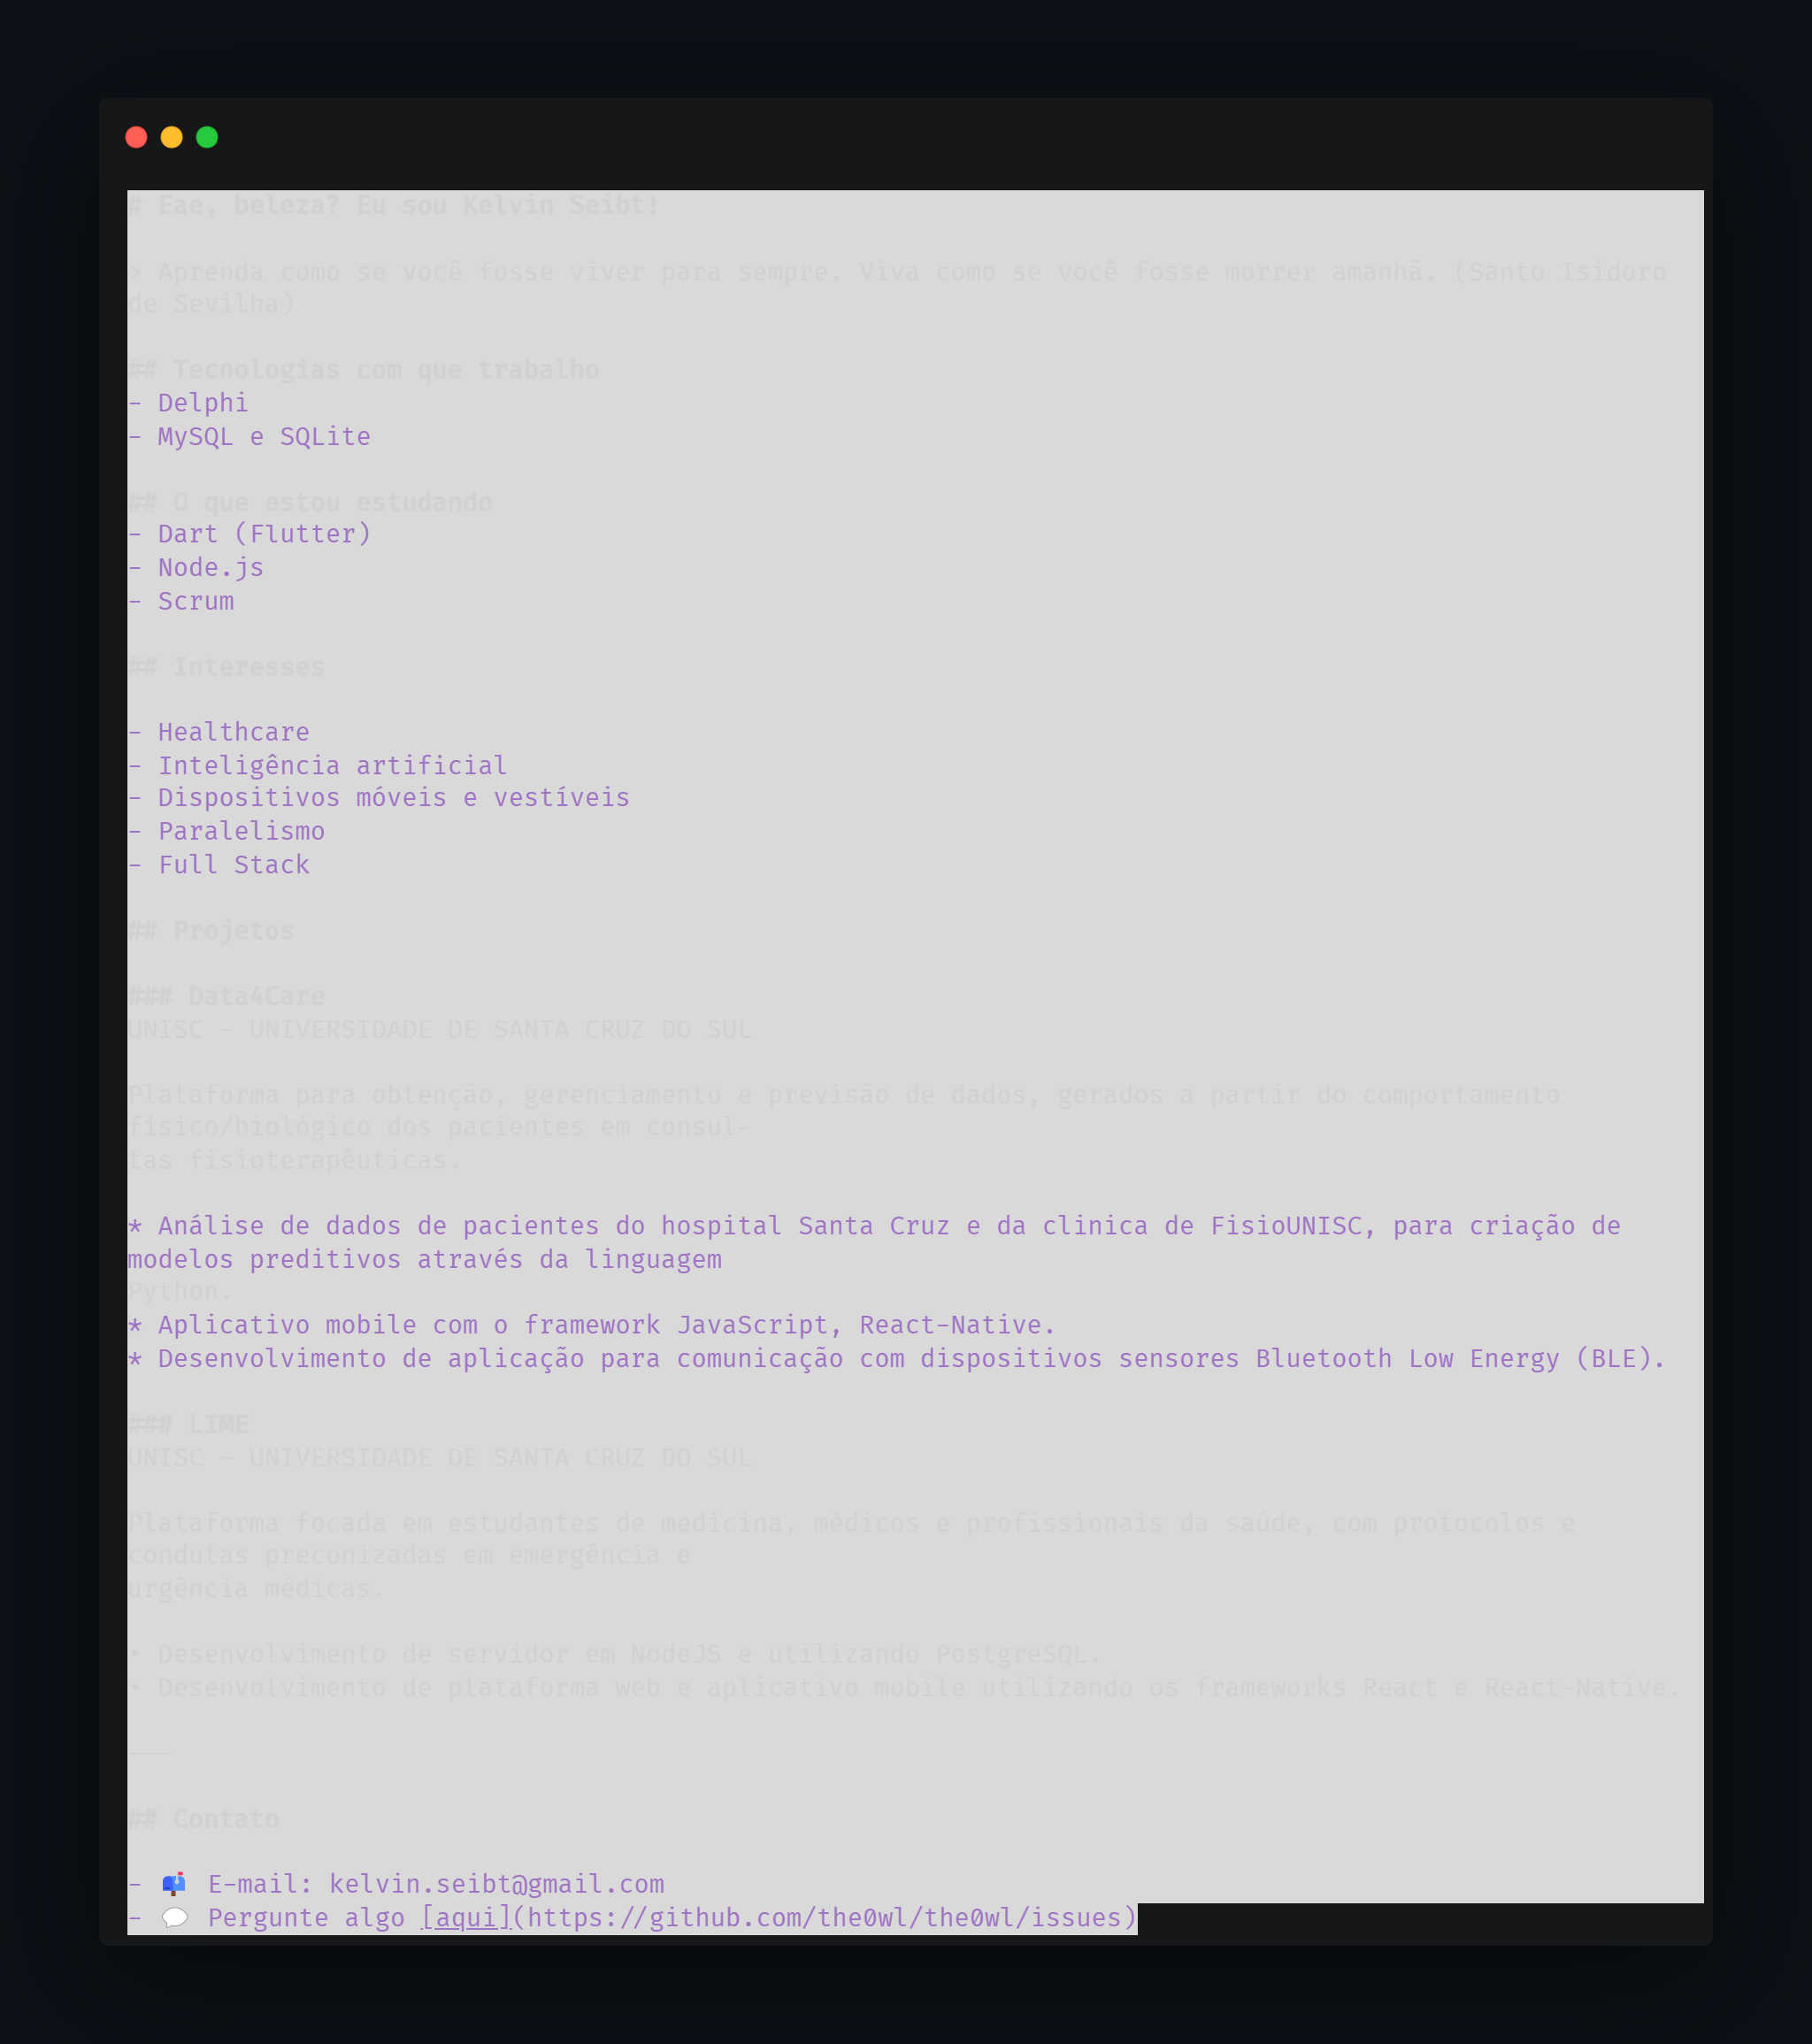 # Eae, beleza? Eu sou Kelvin Seibt!
> Aprenda como se você fosse viver para sempre. Viva como se você fosse morrer amanhã. (Santo Isidoro
de Sevilha)
## Tecnologias com que trabalho
- Delphi
- MySQL e SQLite
## O que estou estudando
- Dart (Flutter)
- Node.js
- Scrum
## Interesses
- Healthcare
- Inteligência artificial
- Dispositivos móveis e vestíveis
- Paralelismo
- Full Stack
## Projetos
### Data4Care
UNISC - UNIVERSIDADE DE SANTA CRUZ DO SUL
Plataforma para obtenção, gerenciamento e previsão de dados, gerados a partir do comportamento
físico/biológico dos pacientes em consul-
tas fisioterapêuticas.
* Análise de dados de pacientes do hospital Santa Cruz e da clinica de FisioUNISC, para criação de
modelos preditivos através da linguagem
Python.
* Aplicativo mobile com o framework JavaScript, React-Native.
* Desenvolvimento de aplicação para comunicação com dispositivos sensores Bluetooth Low Energy (BLE).
### LIME
UNISC - UNIVERSIDADE DE SANTA CRUZ DO SUL
Plataforma focada em estudantes de medicina, médicos e profissionais da saúde, com protocolos e
condutas preconizadas em emergência e
urgência médicas.
• Desenvolvimento de servidor em NodeJS e utilizando PostgreSQL.
• Desenvolvimento de plataforma web e aplicativo mobile utilizando os frameworks React e React-Native.
___
## Contato
- 📬 E-mail: kelvin.seibt@gmail.com
- 💬 Pergunte algo [aqui](https://github.com/the0wl/the0wl/issues)